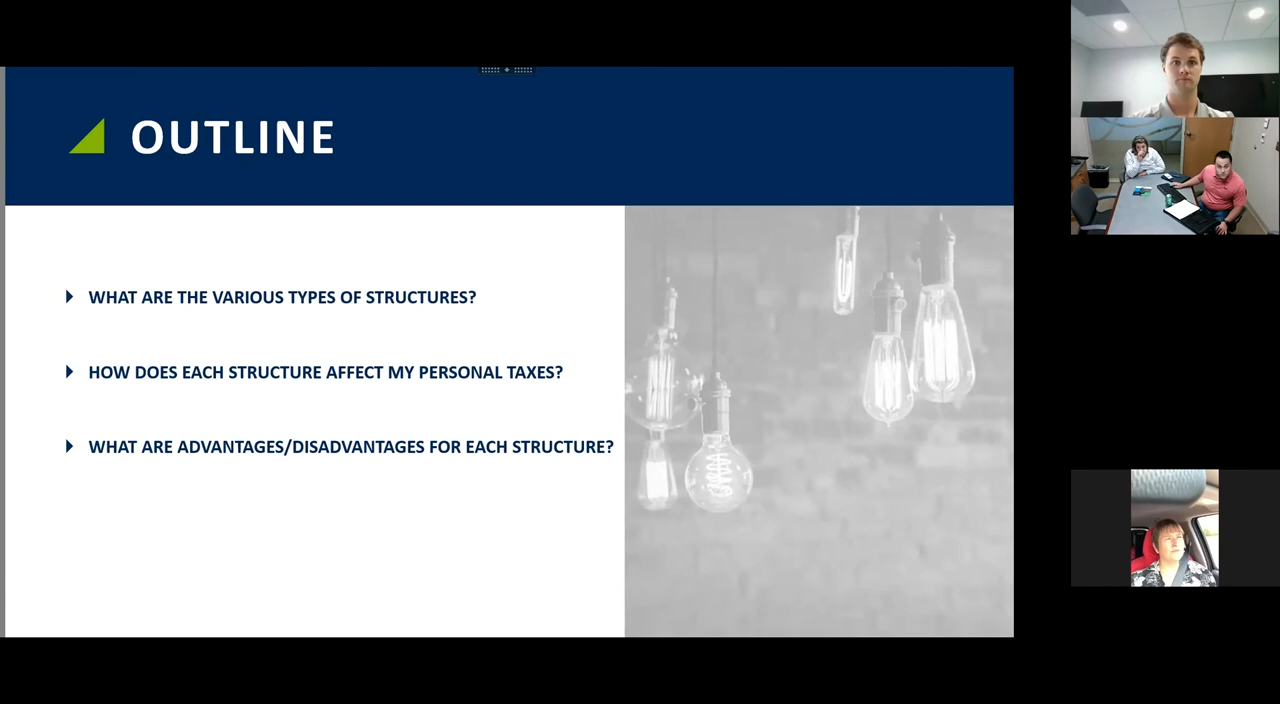 OUTLINE
WHAT ARE THE VARIOUS TYPES OF STRUCTURES?
HOW DOES EACH STRUCTURE AFFECT MY PERSONAL TAXES?
WHAT ARE ADVANTAGES/DISADVANTAGES FOR EACH STRUCTURE?